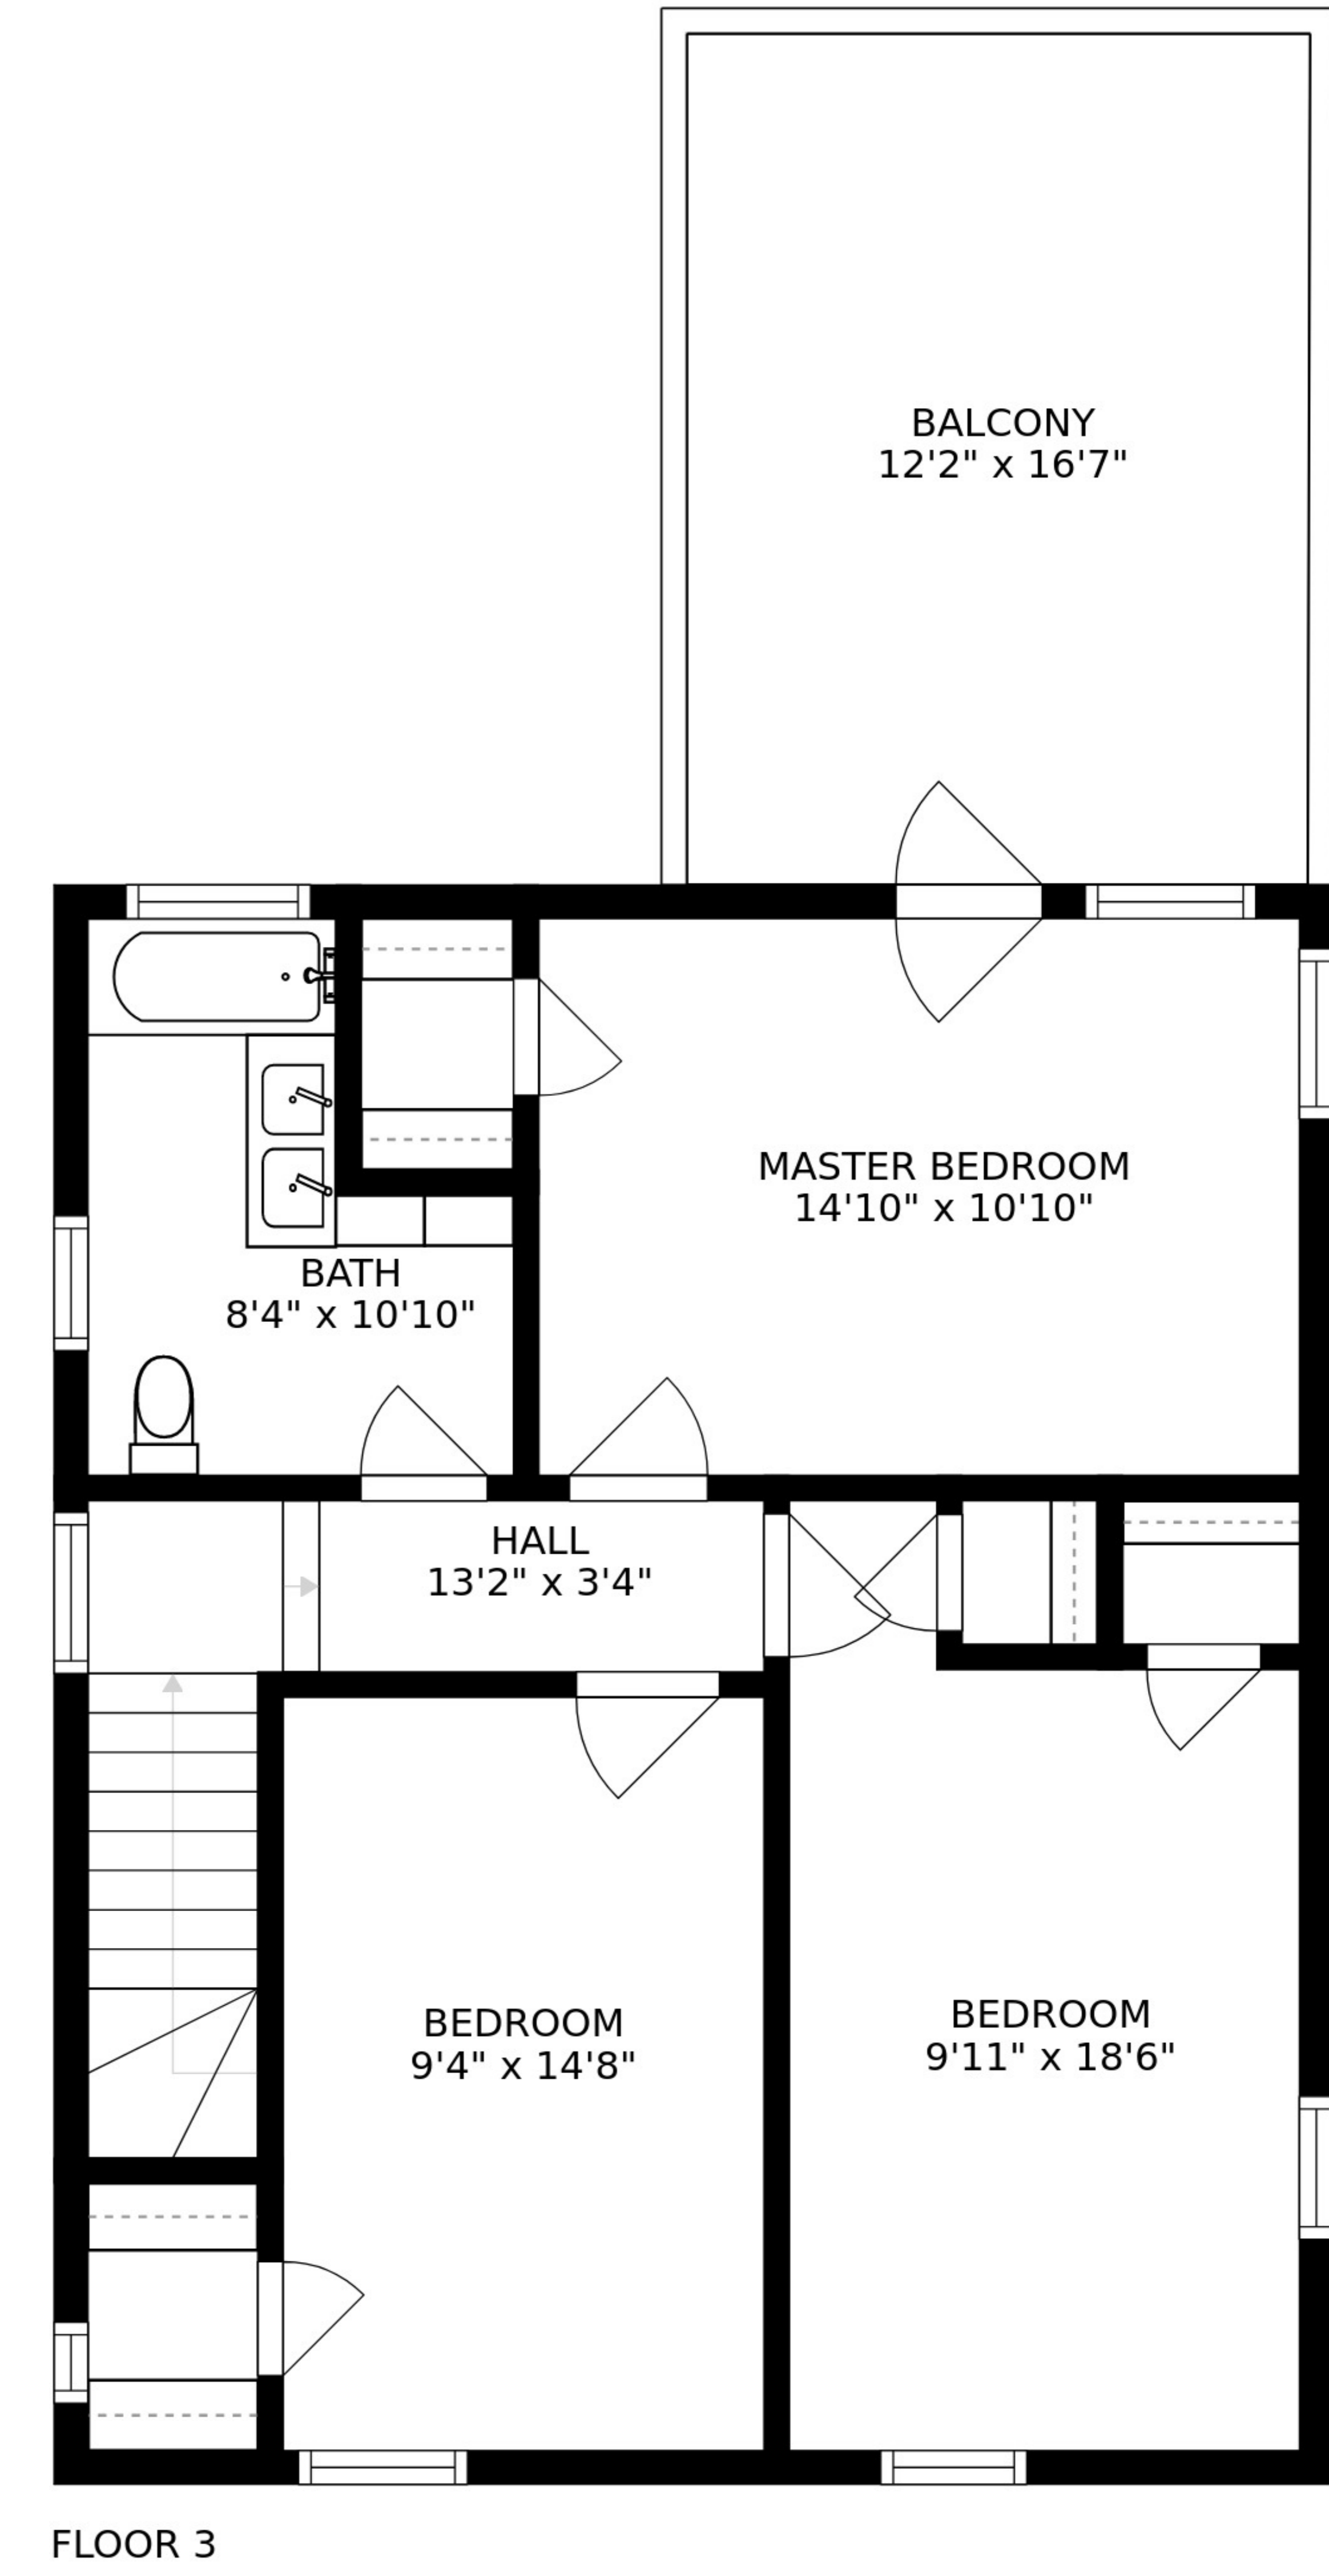 BALCONY
12'2" x 16'7"
MASTER BEDROOM
14'10" x 10'10"
BATH
8'4" x 10'10"
HALL
13'2" x 3'4"
BEDROOM
9'4" x 14'8"
BEDROOM
9'11" x 18'6"
FLOOR 3